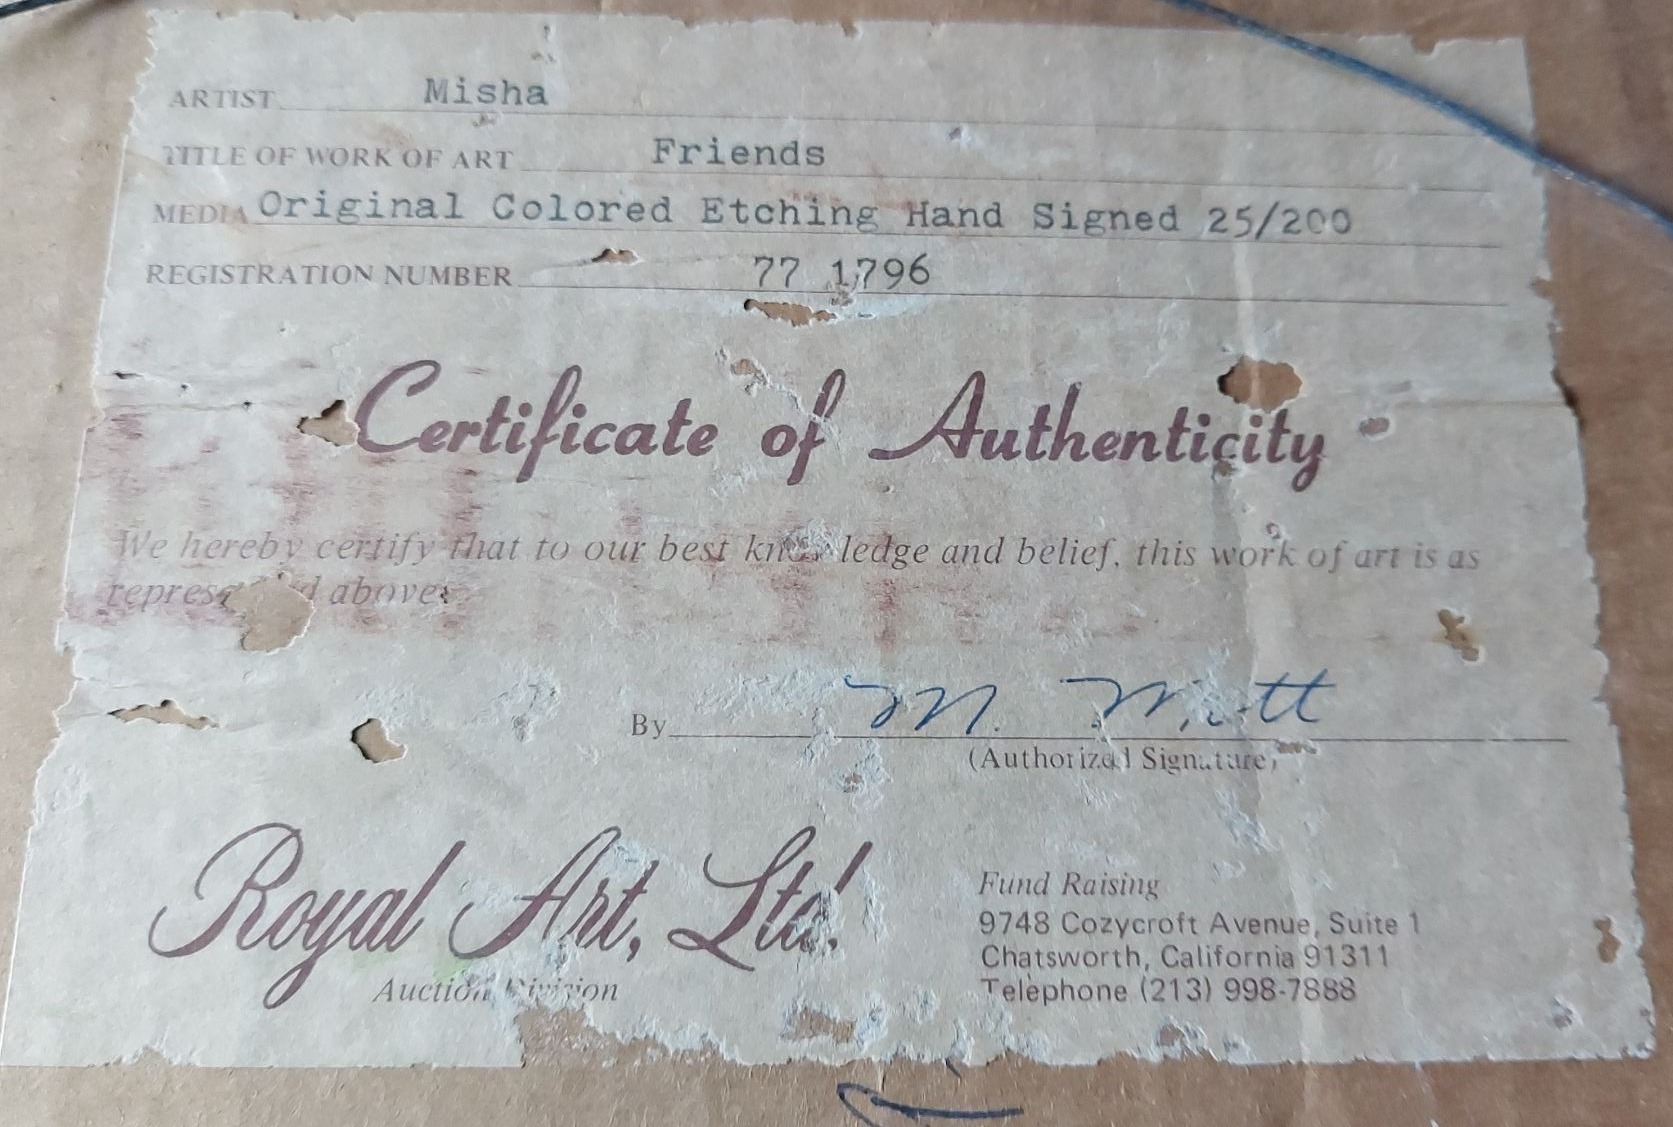 ARTIST Misha
TITLE OF WORK OF ART Friends
MEDIA Original Colored Etching Hand Signed 25/200
REGISTRATION NUMBER 77 1796
Certificate of Authenticity
We hereby certify that to our best knowledge and belief, this work of art is as
represented above.
By M.
(Authorized Signature)
Royal Art, Ltd.
Auction Division
Fund Raising
9748 Cozycroft Avenue, Suite 1
Chatsworth, California 91311
Telephone (213) 998-7888